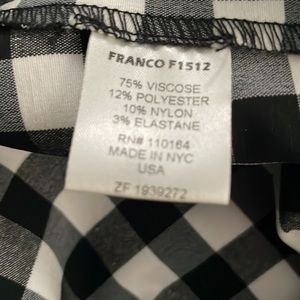 FRANCO F1512
75% VISCOSE
12% POLYESTER
10% NYLON
3% ELASTANE
RN# 110164
MADE IN NYC
USA
ZF 1939272